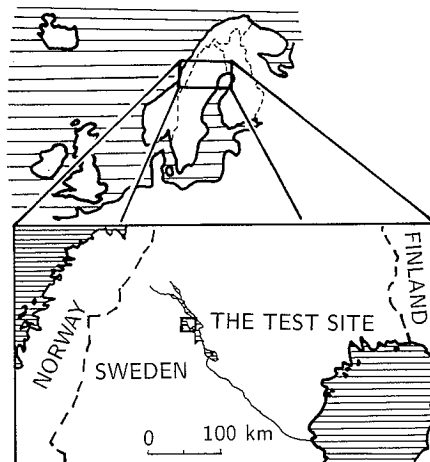 FINLAND
NORWAY
THE TEST SITE
SWEDEN
0 100 km